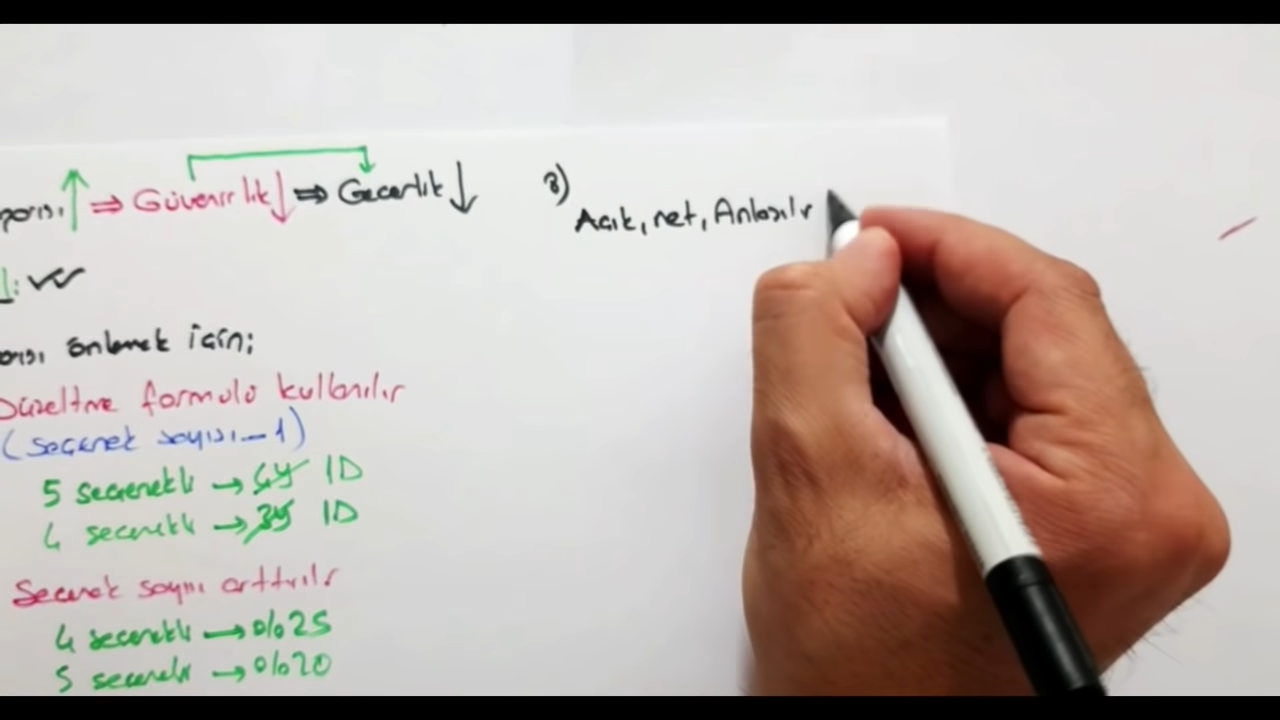 ⇒ Güvenirlik ↓ ⇒ Geçerlik ↓
✓✓
önlemek için;
Düzeltme formülü kullanılır
(seçenek sayısı - 1)
5 seçenekli → 4Y 1D
4 seçenekli → 3Y 1D
Seçenek sayısı arttırılır
4 seçenekli → %25
5 seçenekli → %20
3)
Açık, net, Anlaşılır